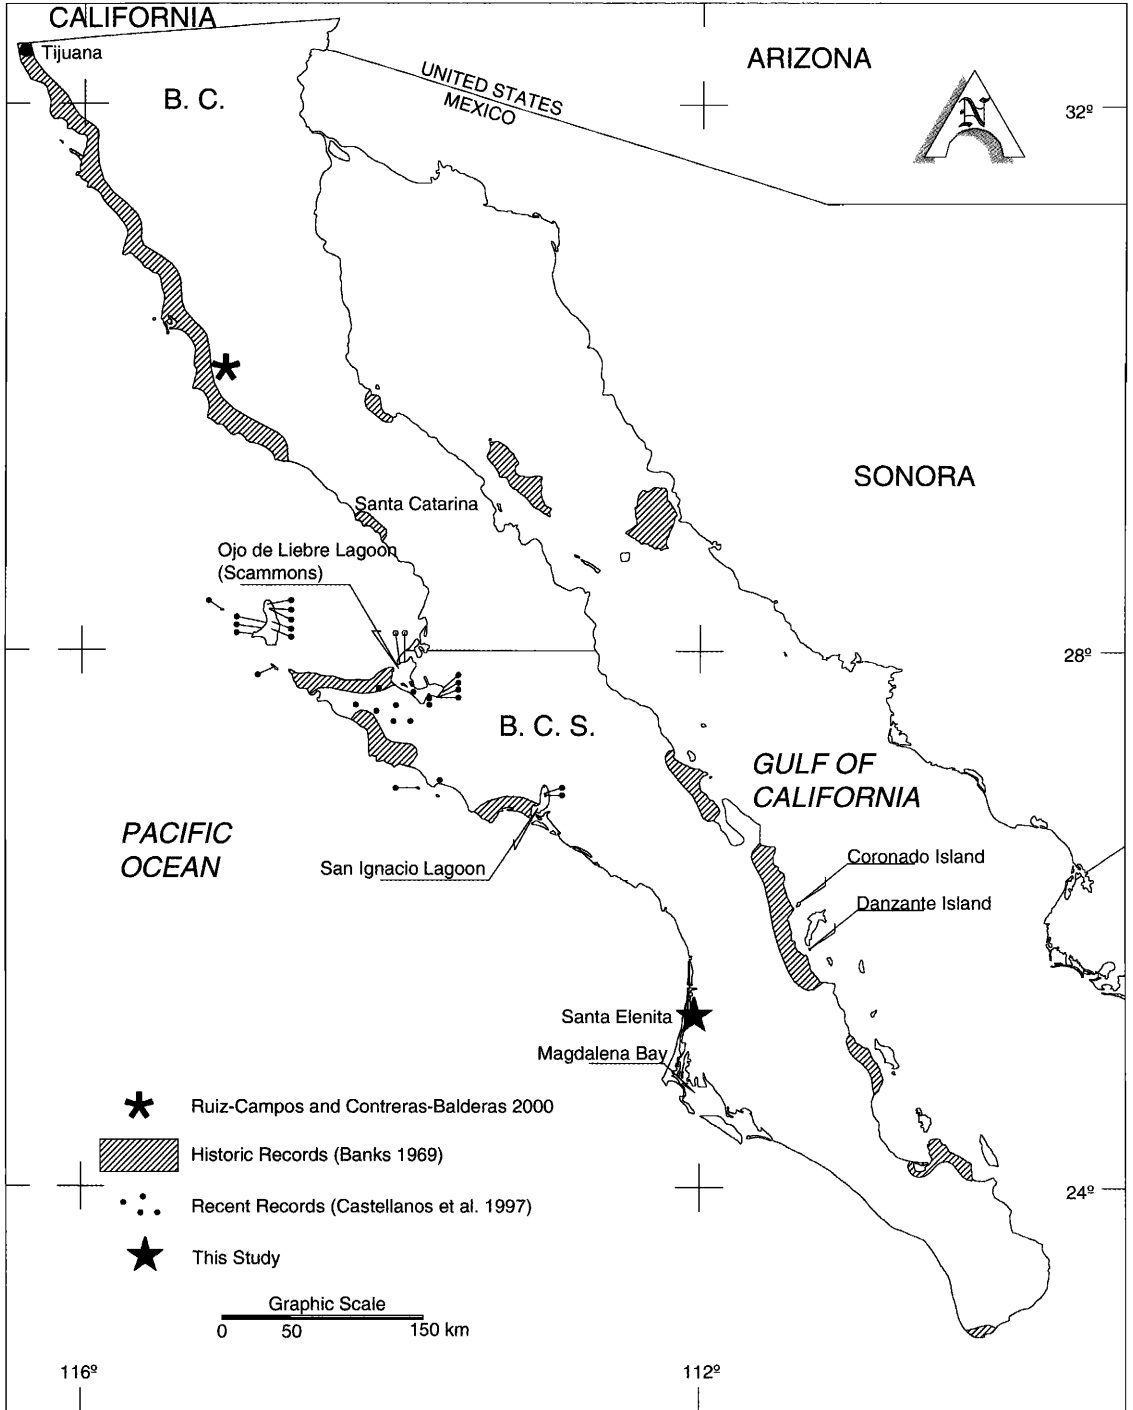 CALIFORNIA
Tijuana
ARIZONA
B. C.
UNITED STATES
MEXICO
N
32º
SONORA
Santa Catarina
Ojo de Liebre Lagoon
(Scammons)
28º
B. C. S.
GULF OF
CALIFORNIA
PACIFIC
OCEAN
San Ignacio Lagoon
Coronado Island
Danzante Island
Santa Elenita
Magdalena Bay
Ruiz-Campos and Contreras-Balderas 2000
Historic Records (Banks 1969)
24º
Recent Records (Castellanos et al. 1997)
This Study
Graphic Scale
0 50 150 km
116º 112º